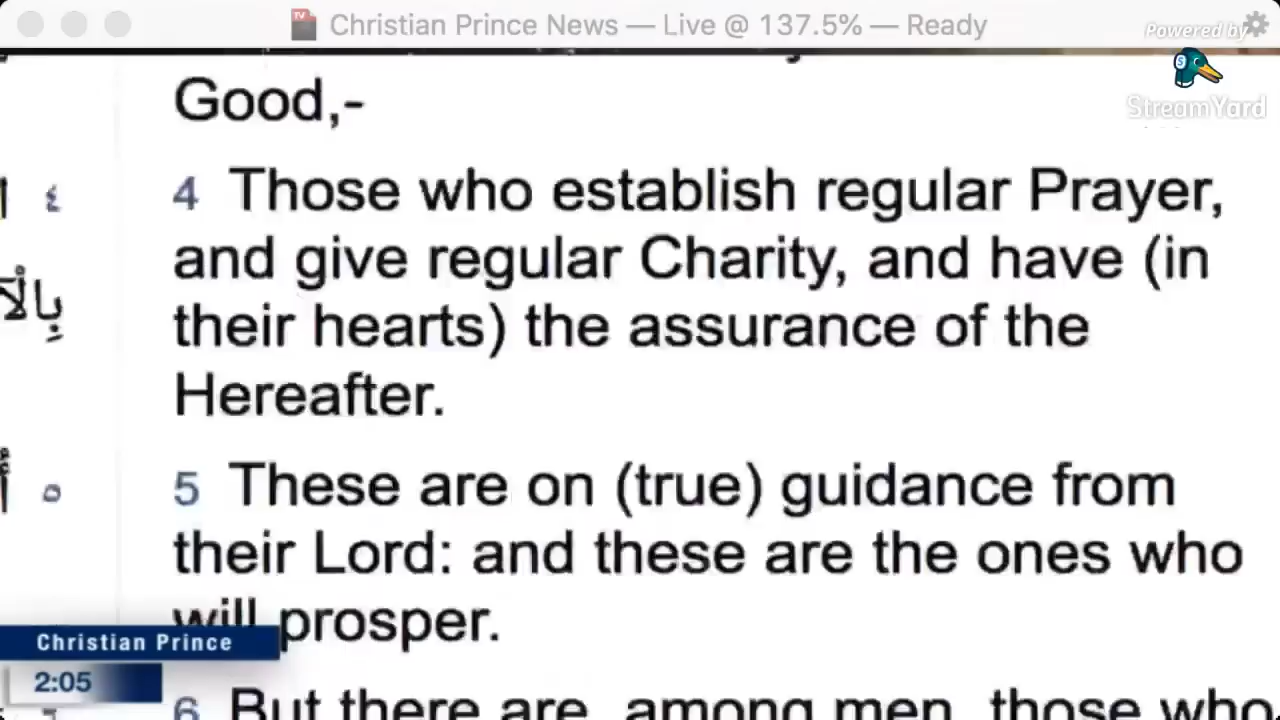 Christian Prince News — Live @ 137.5% — Ready
Powered by
StreamYard
Good,-
٤
4 Those who establish regular Prayer,
and give regular Charity, and have (in
their hearts) the assurance of the
Hereafter.
٥
5 These are on (true) guidance from
their Lord: and these are the ones who
will prosper.
Christian Prince
2:05
6 But there are, among men, those who